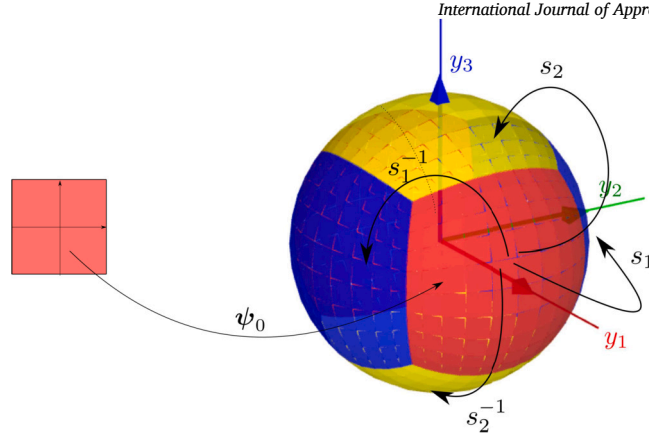 International Journal of Appr
y₃
s₂
s₁⁻¹
y₂
s₁
ψ₀
y₁
s₂⁻¹